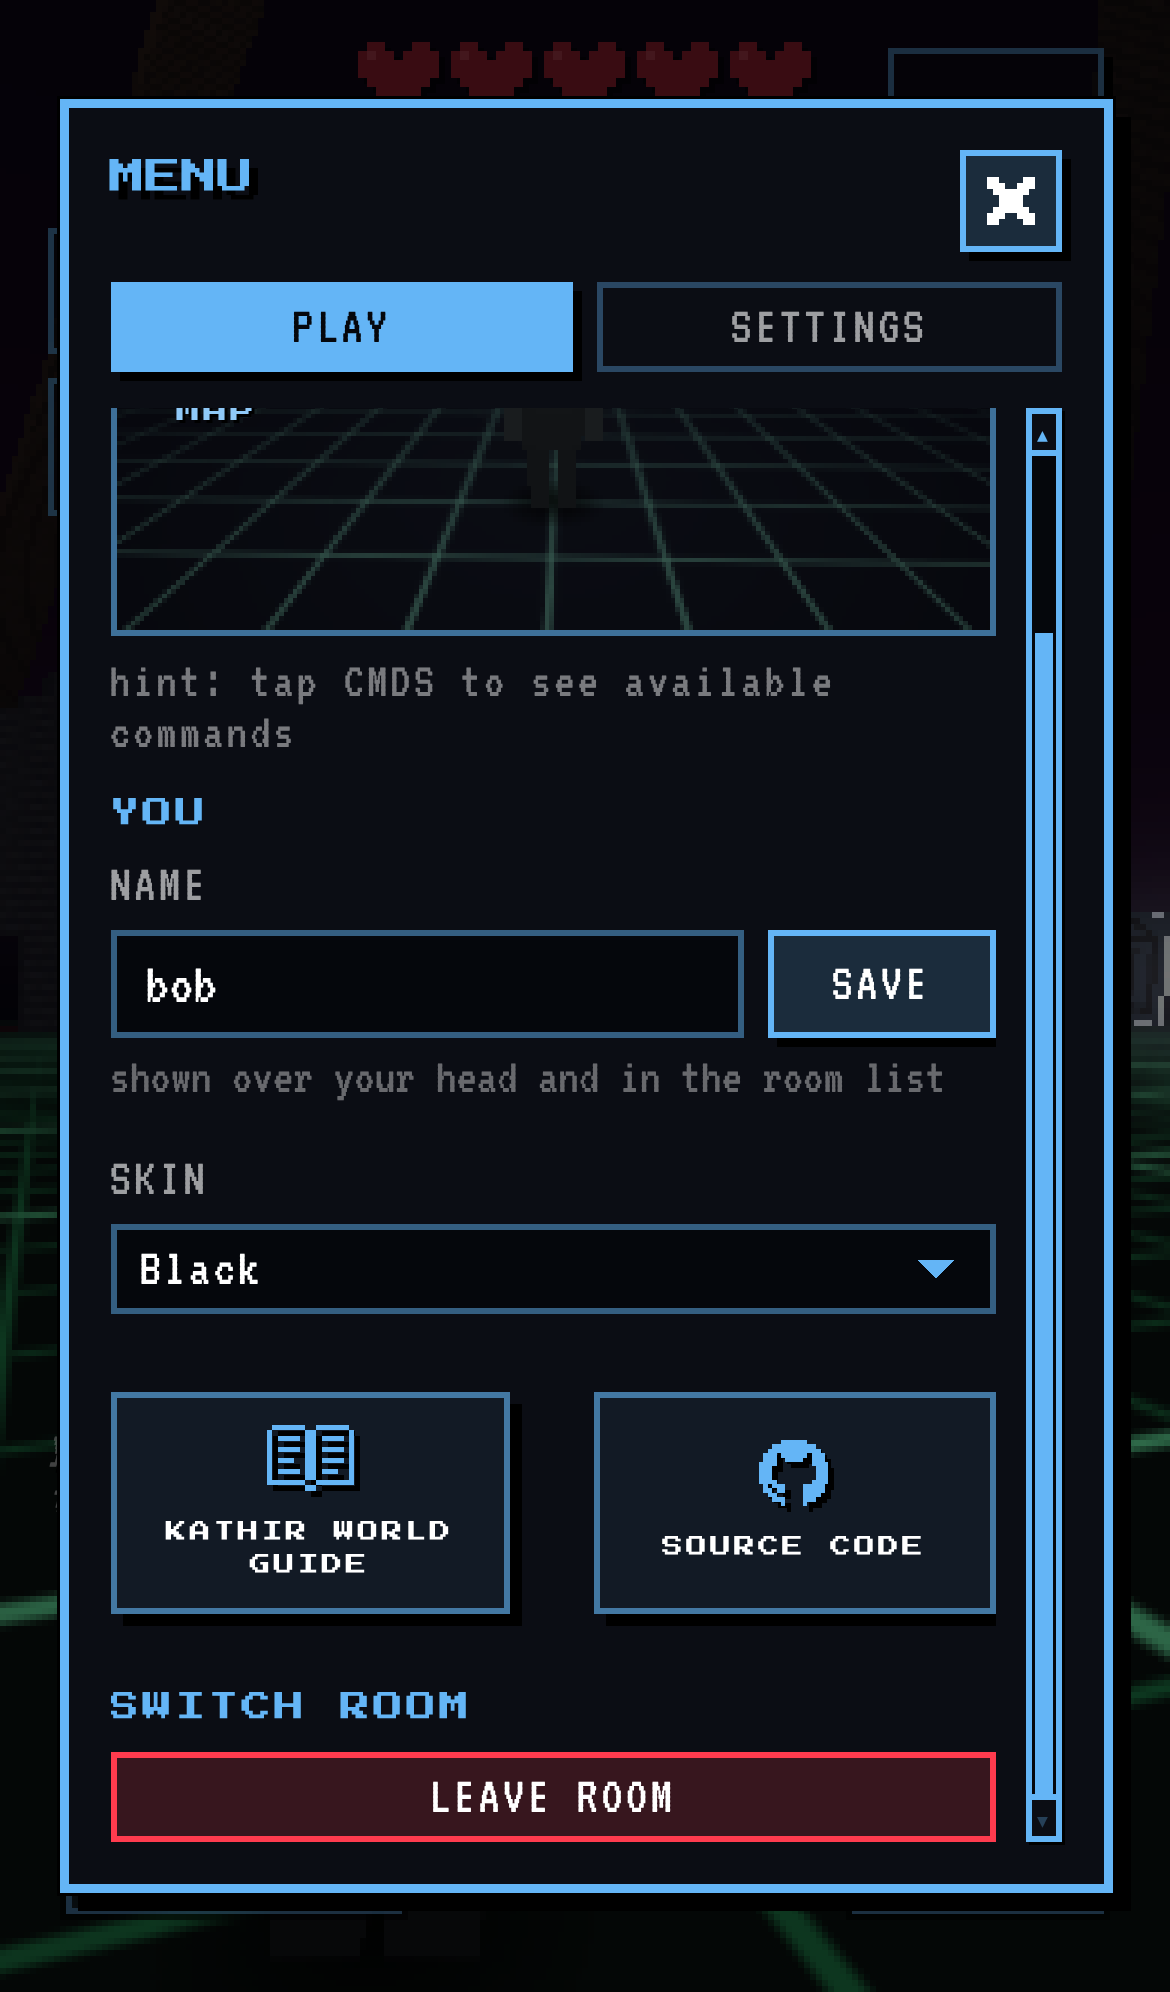 MENU
PLAY
SETTINGS
MAP
hint: tap CMDS to see available
commands
YOU
NAME
bob
SAVE
shown over your head and in the room list
SKIN
Black
KATHIR WORLD
GUIDE
SOURCE CODE
SWITCH ROOM
LEAVE ROOM